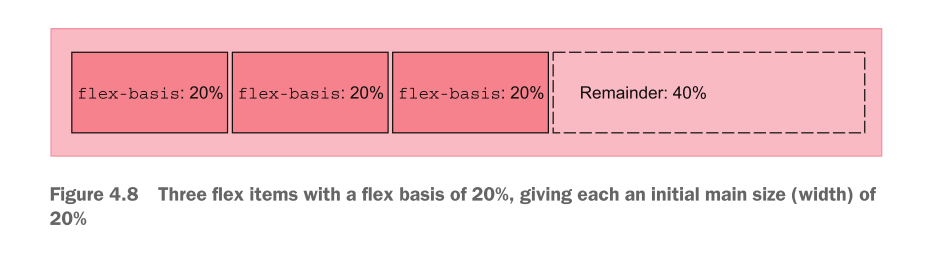 flex-basis: 20% flex-basis: 20% flex-basis: 20% Remainder: 40%
Figure 4.8 Three flex items with a flex basis of 20%, giving each an initial main size (width) of
20%